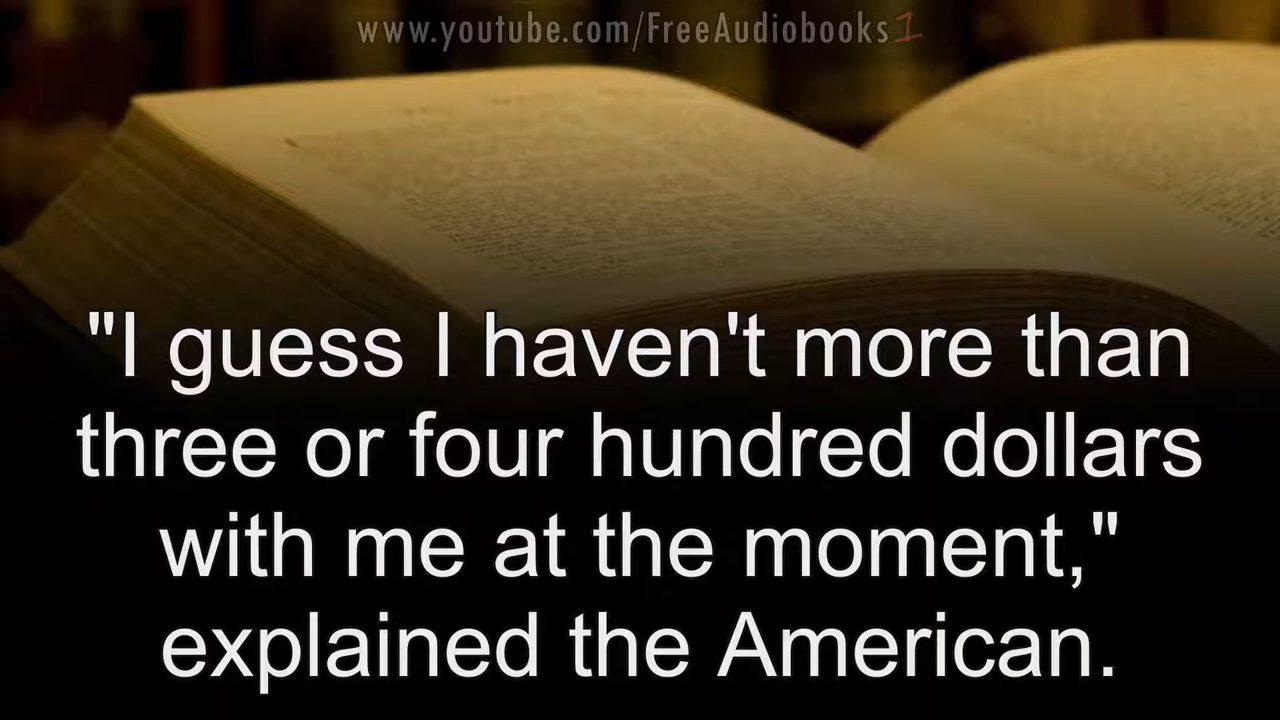 www.youtube.com/FreeAudiobooks1
"I guess I haven't more than
three or four hundred dollars
with me at the moment,"
explained the American.